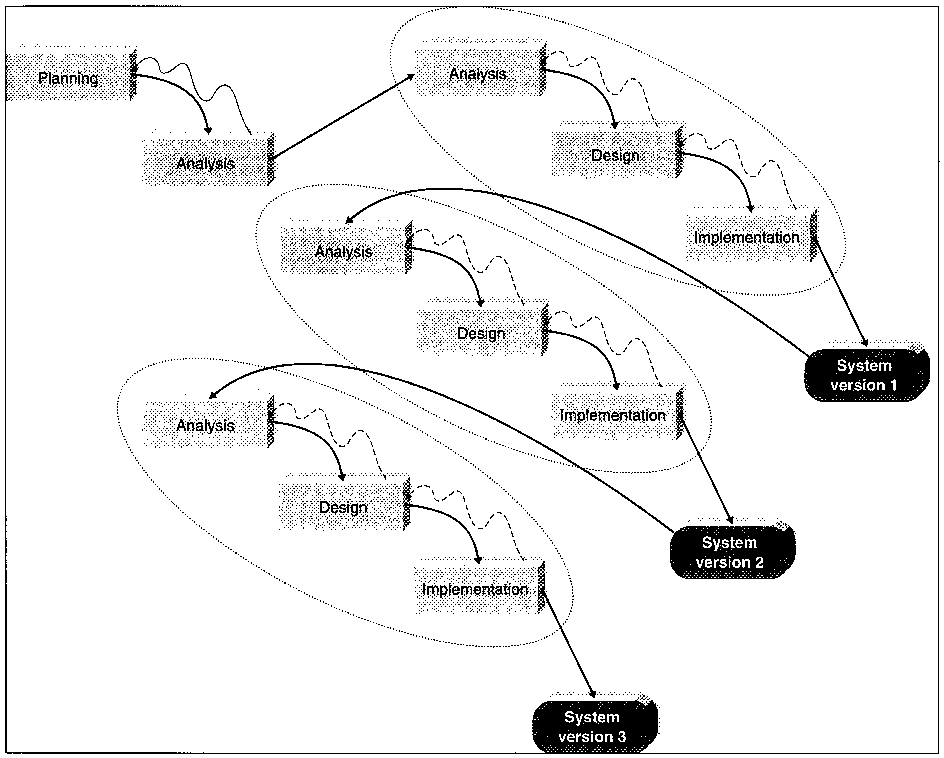 Planning
Analysis
Analysis
Design
Implementation
System
version 1
Analysis
Design
Implementation
System
version 2
Analysis
Design
Implementation
System
version 3